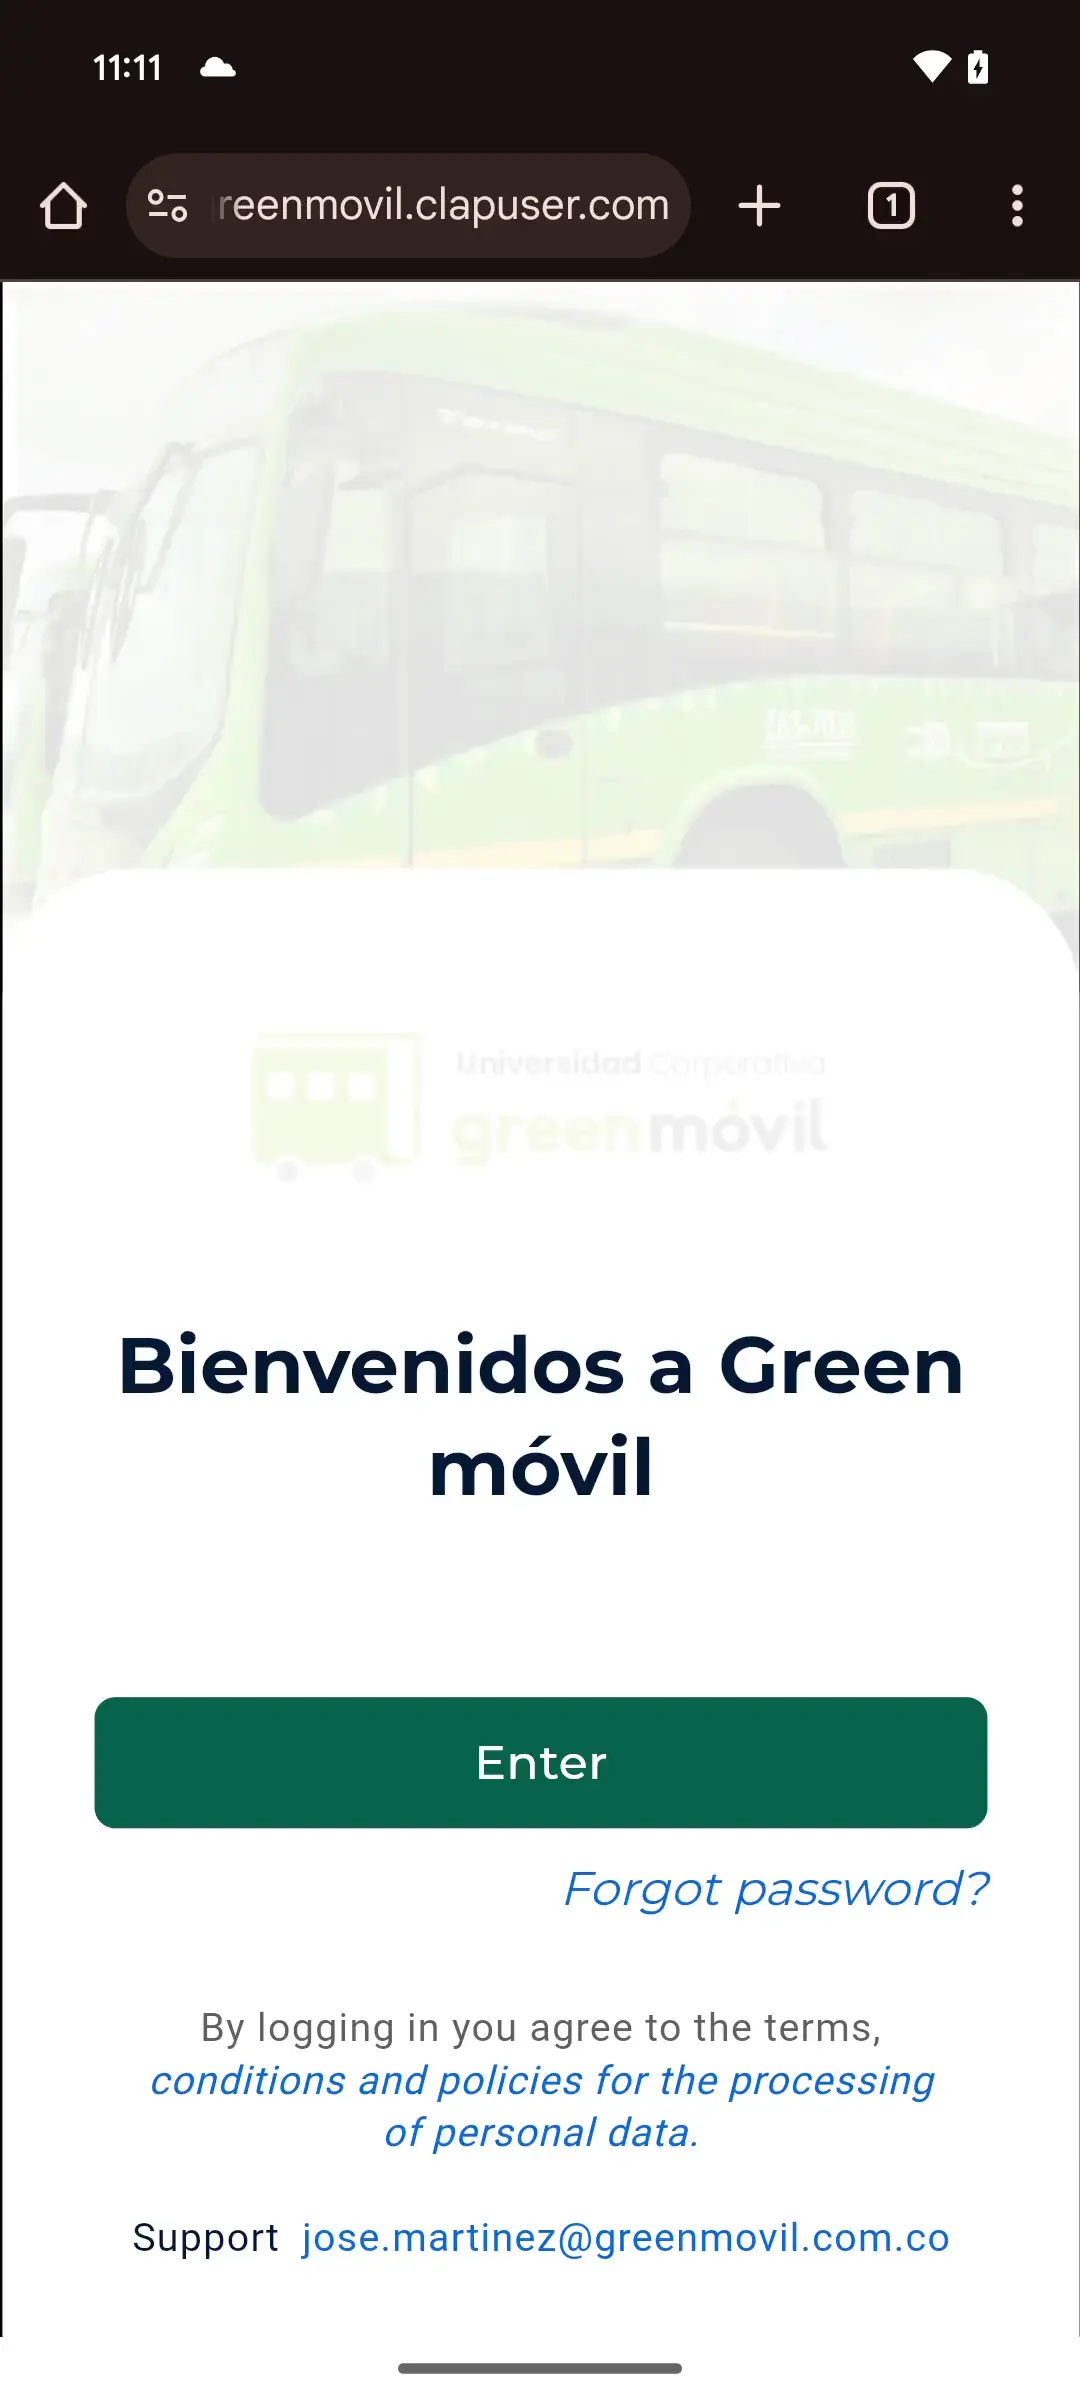 11:11
reenmovil.clapuser.com
1
Universidad Corporativa
greenmóvil
Bienvenidos a Green
móvil
Enter
Forgot password?
By logging in you agree to the terms,
conditions and policies for the processing
of personal data.
Support jose.martinez@greenmovil.com.co